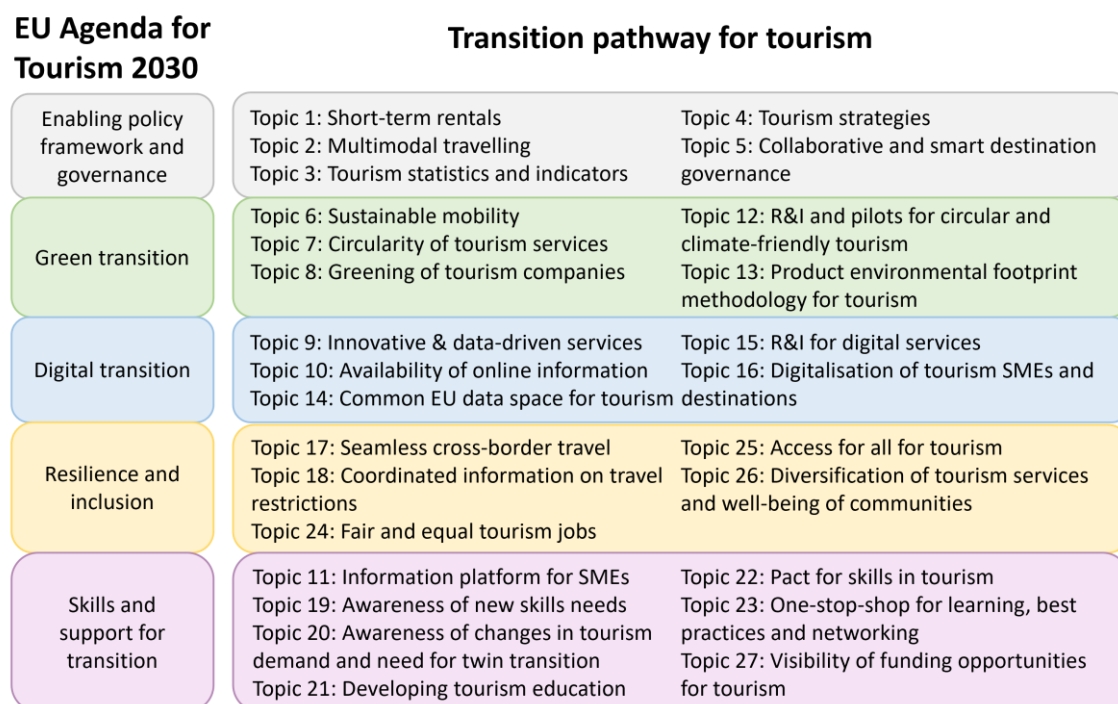 EU Agenda for
Tourism 2030
Transition pathway for tourism
Enabling policy
framework and
governance
Topic 1: Short-term rentals
Topic 2: Multimodal travelling
Topic 3: Tourism statistics and indicators
Topic 4: Tourism strategies
Topic 5: Collaborative and smart destination
governance
Green transition
Topic 6: Sustainable mobility
Topic 7: Circularity of tourism services
Topic 8: Greening of tourism companies
Topic 12: R&I and pilots for circular and
climate-friendly tourism
Topic 13: Product environmental footprint
methodology for tourism
Digital transition
Topic 9: Innovative & data-driven services
Topic 10: Availability of online information
Topic 14: Common EU data space for tourism
Topic 15: R&I for digital services
Topic 16: Digitalisation of tourism SMEs and
destinations
Resilience and
inclusion
Topic 17: Seamless cross-border travel
Topic 18: Coordinated information on travel
restrictions
Topic 24: Fair and equal tourism jobs
Topic 25: Access for all for tourism
Topic 26: Diversification of tourism services
and well-being of communities
Skills and
support for
transition
Topic 11: Information platform for SMEs
Topic 19: Awareness of new skills needs
Topic 20: Awareness of changes in tourism
demand and need for twin transition
Topic 21: Developing tourism education
Topic 22: Pact for skills in tourism
Topic 23: One-stop-shop for learning, best
practices and networking
Topic 27: Visibility of funding opportunities
for tourism